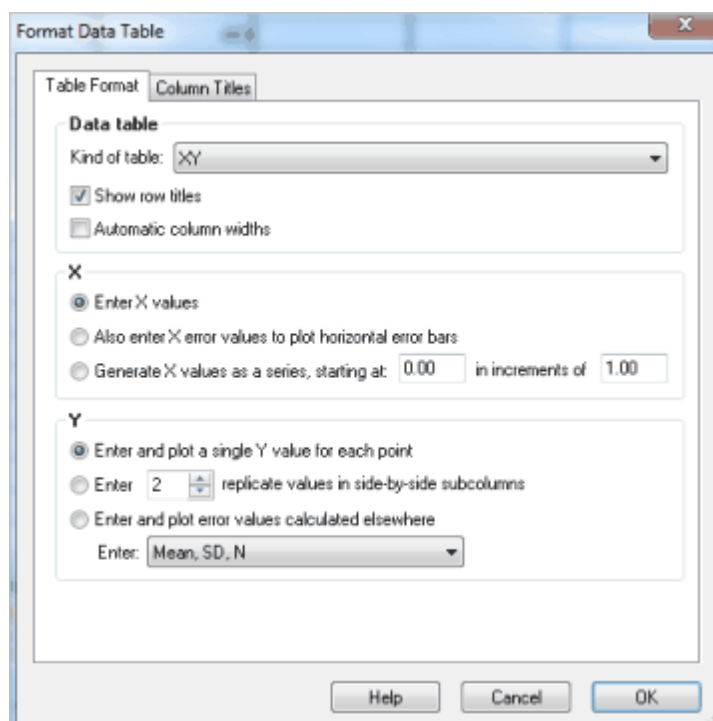 Format Data Table
Table Format Column Titles
Data table
Kind of table: XY
Show row titles
Automatic column widths
X
Enter X values
Also enter X error values to plot horizontal error bars
Generate X values as a series, starting at: 0.00 in increments of 1.00
Y
Enter and plot a single Y value for each point
Enter 2 replicate values in side-by-side subcolumns
Enter and plot error values calculated elsewhere
Enter: Mean, SD, N
Help Cancel OK